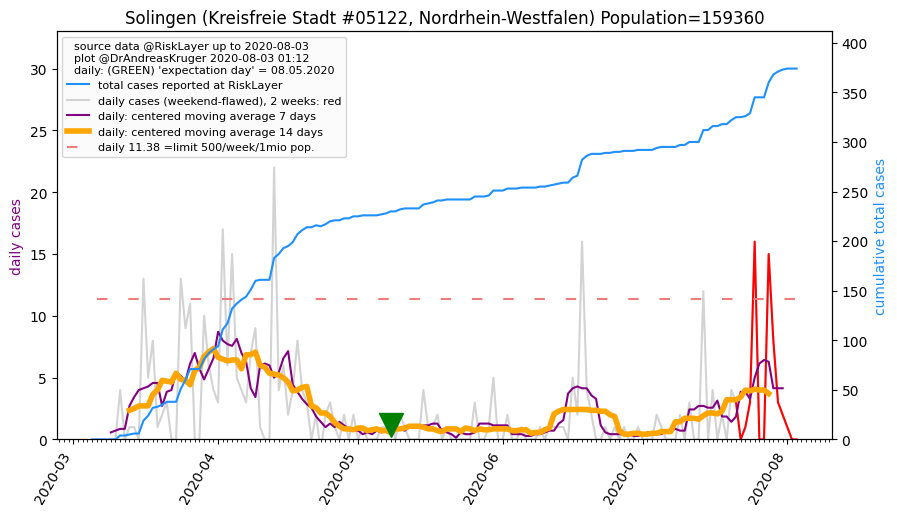 Solingen (Kreisfreie Stadt #05122, Nordrhein-Westfalen) Population=159360
source data @RiskLayer up to 2020-08-03
plot @DrAndreasKruger 2020-08-03 01:12
daily: (GREEN) 'expectation day' = 08.05.2020
total cases reported at RiskLayer
daily cases (weekend-flawed), 2 weeks: red
daily: centered moving average 7 days
daily: centered moving average 14 days
daily 11.38 =limit 500/week/1mio pop.
daily cases
30
25
20
15
10
5
0
cumulative total cases
400
350
300
250
200
150
100
50
0
2020-03
2020-04
2020-05
2020-06
2020-07
2020-08